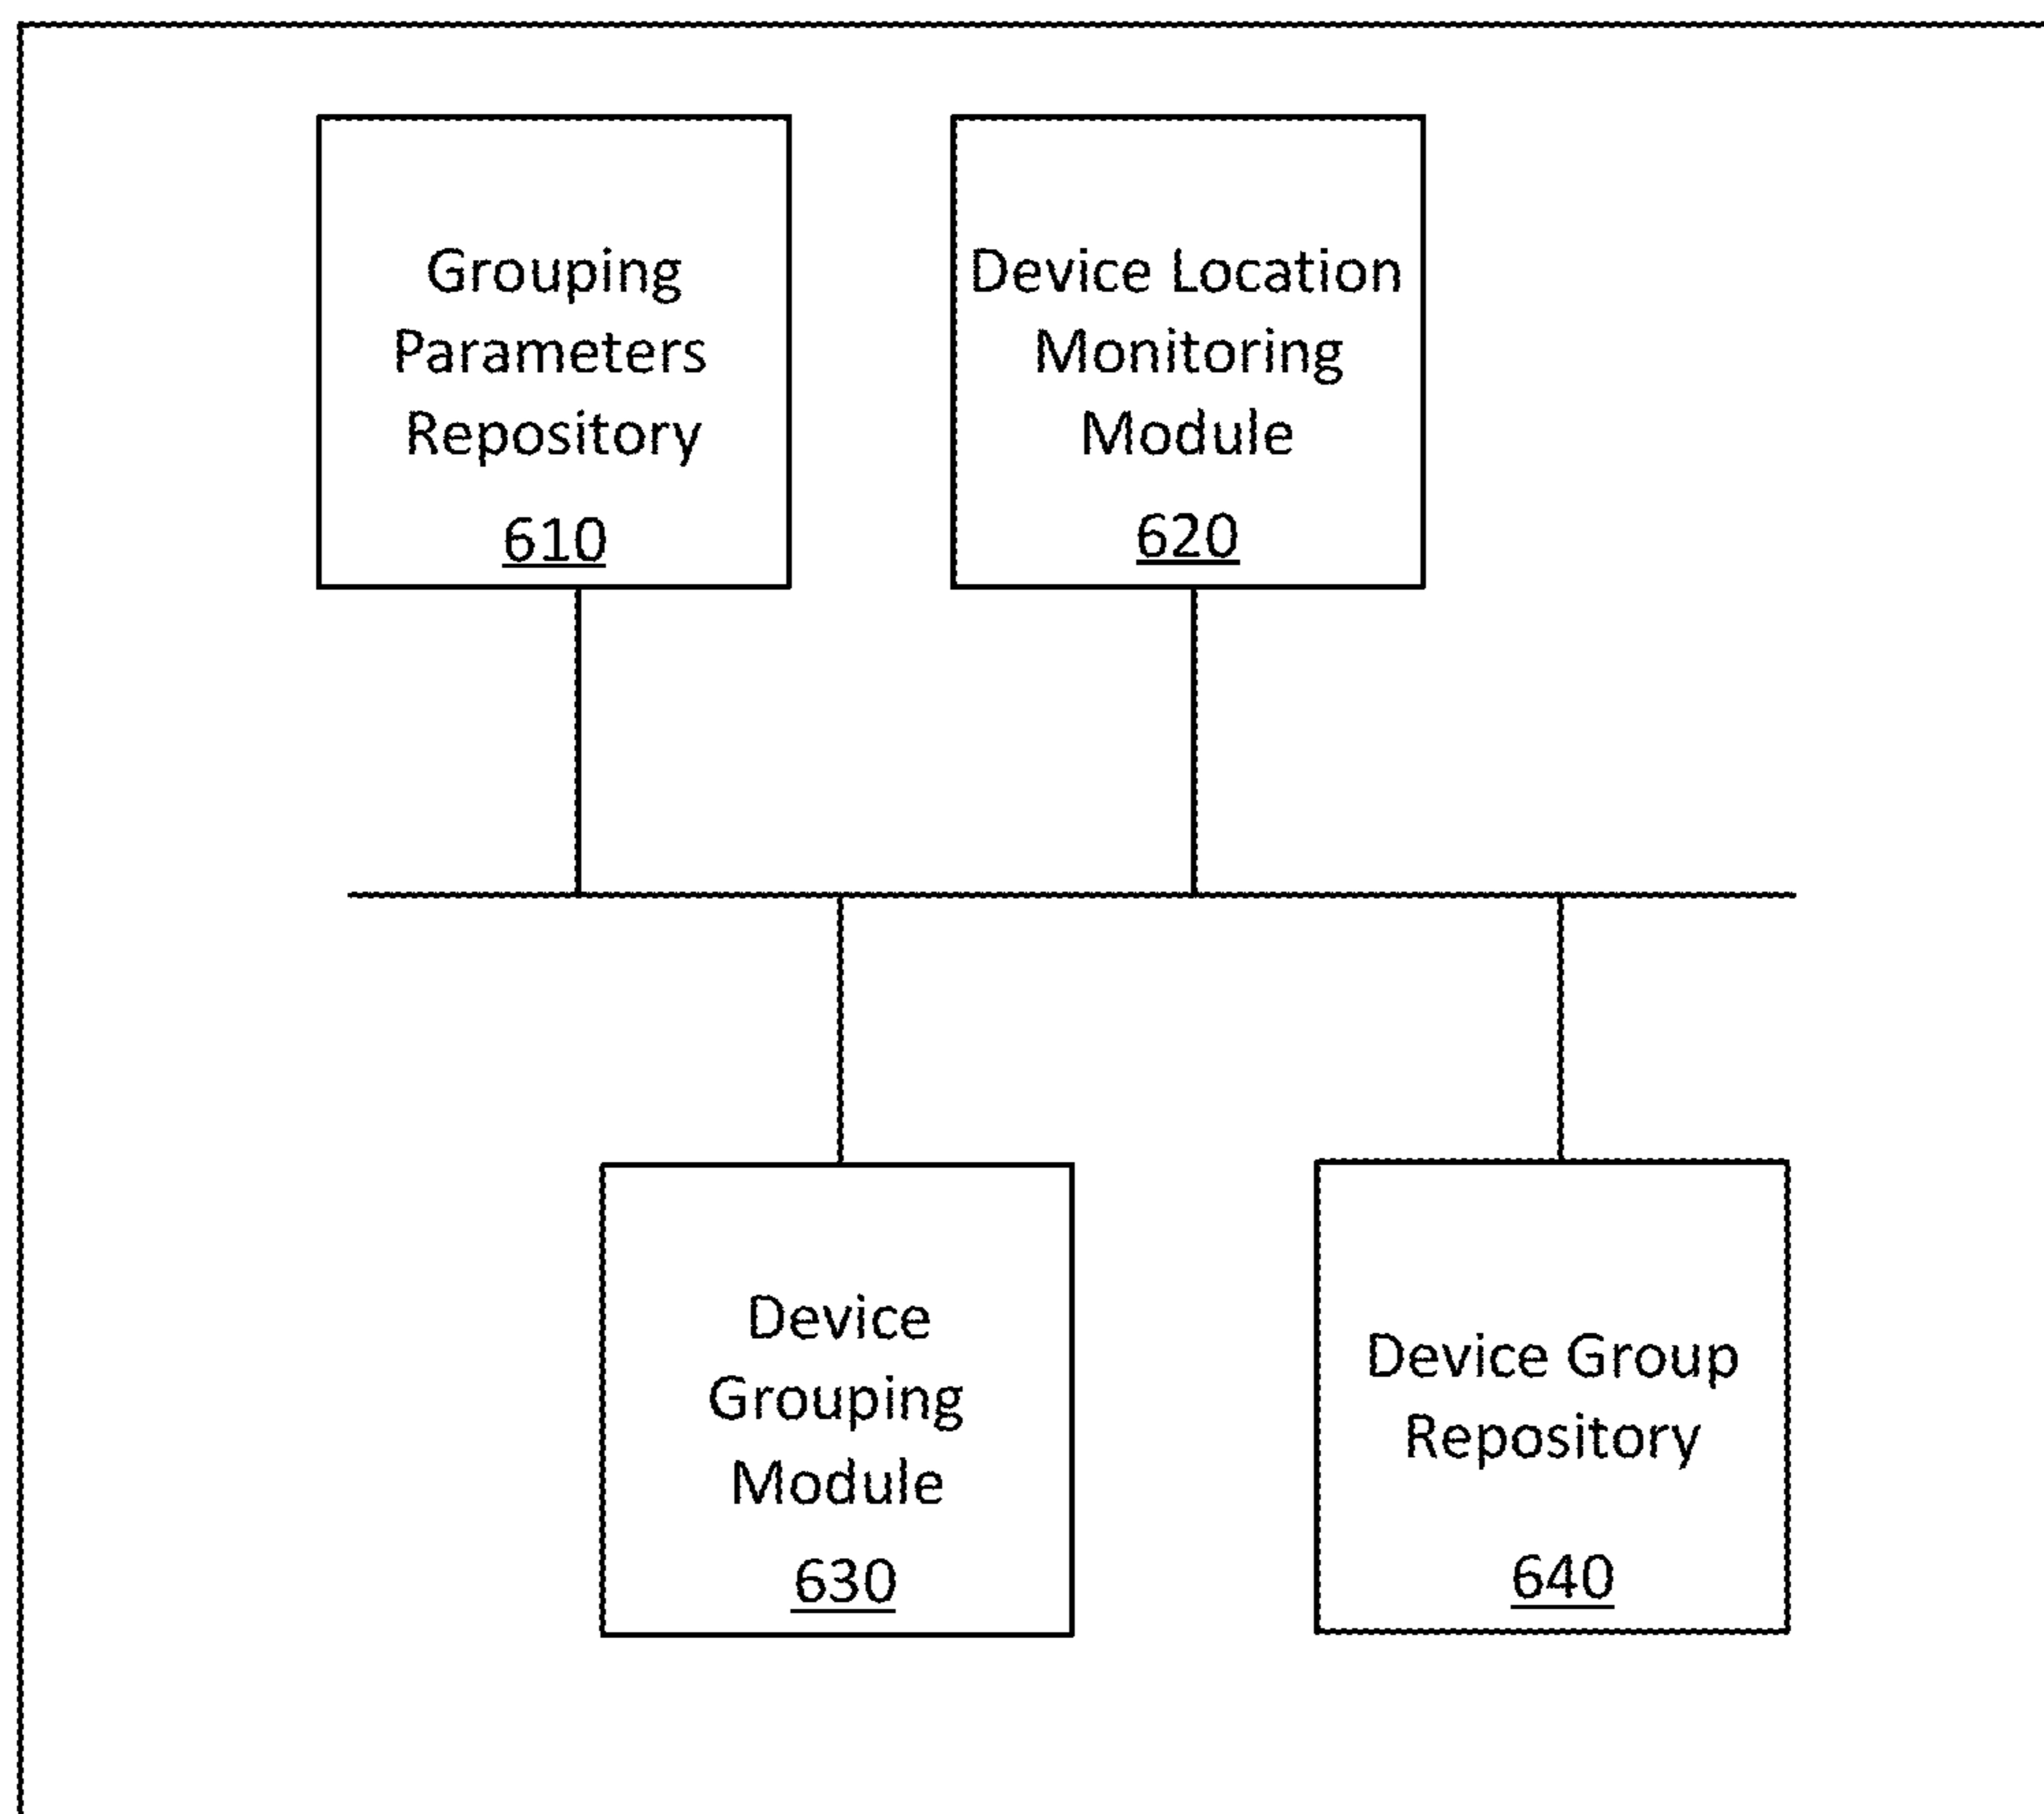 Grouping
Parameters
Repository
610
Device Location
Monitoring
Module
620
Device
Grouping
Module
630
Device Group
Repository
640